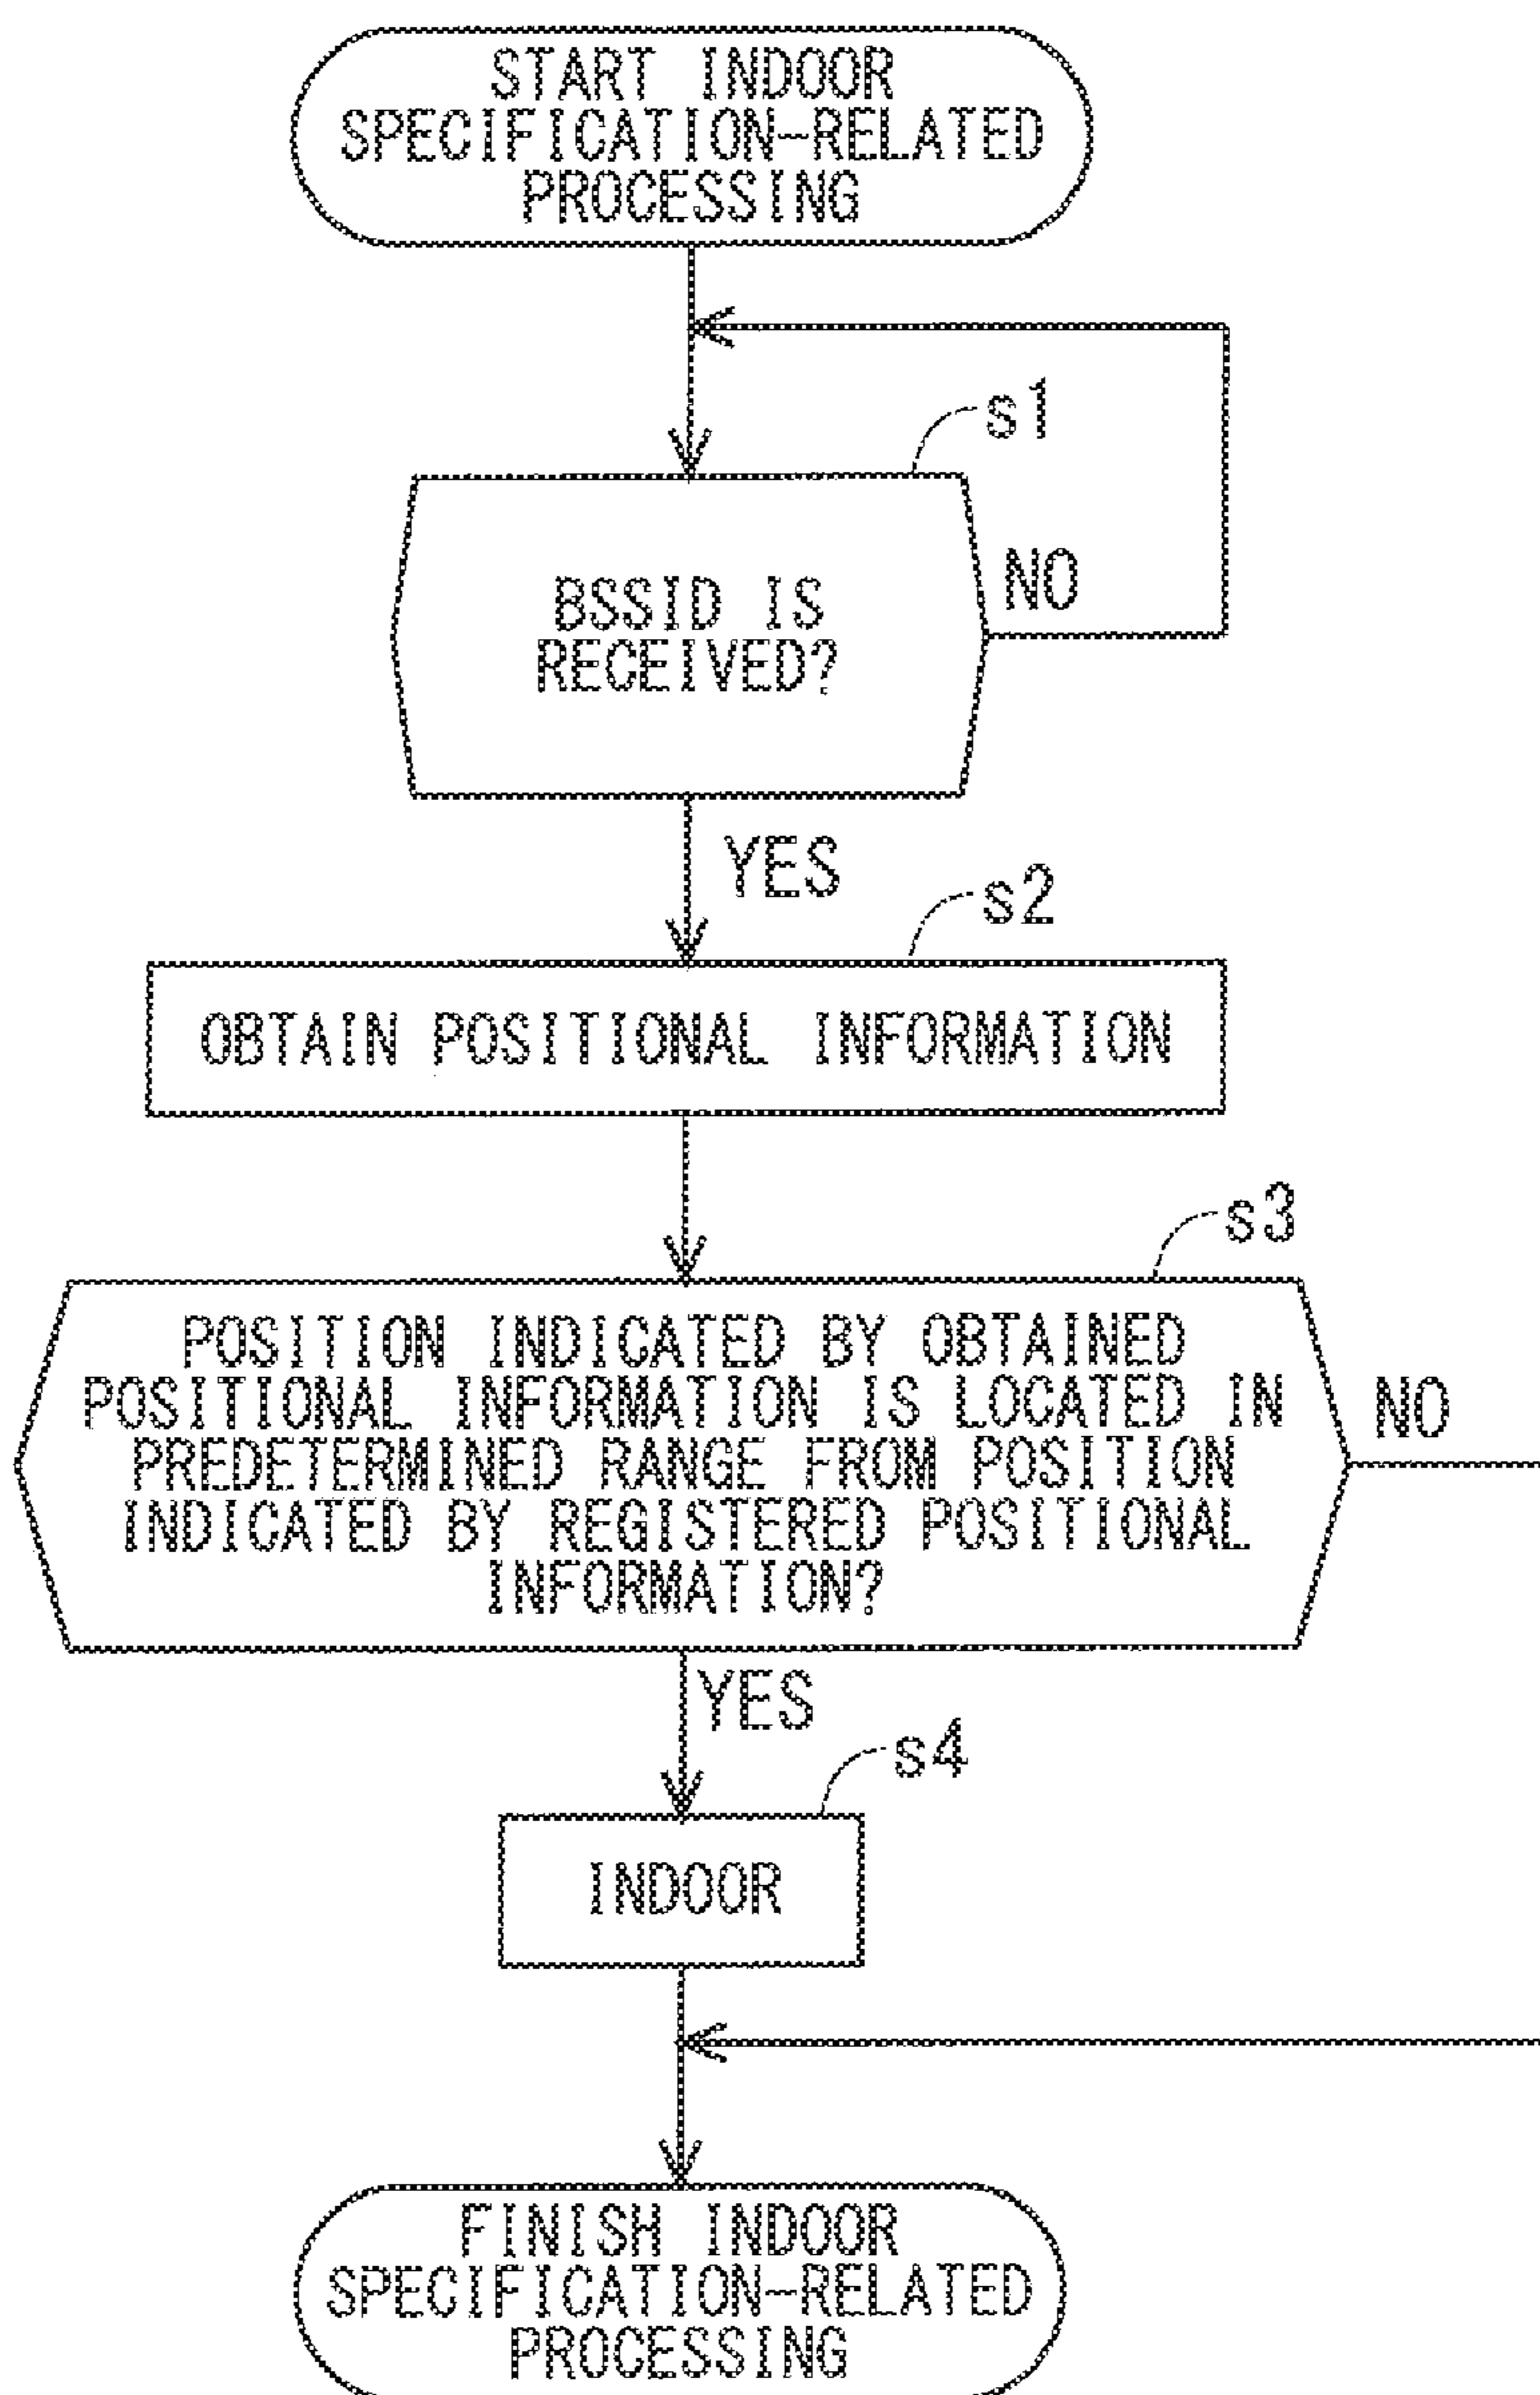 START INDOOR
SPECIFICATION-RELATED
PROCESSING
s1
BSSID IS
RECEIVED?
NO
YES
s2
OBTAIN POSITIONAL INFORMATION
s3
POSITION INDICATED BY OBTAINED
POSITIONAL INFORMATION IS LOCATED IN
PREDETERMINED RANGE FROM POSITION
INDICATED BY REGISTERED POSITIONAL
INFORMATION?
NO
YES
s4
INDOOR
FINISH INDOOR
SPECIFICATION-RELATED
PROCESSING